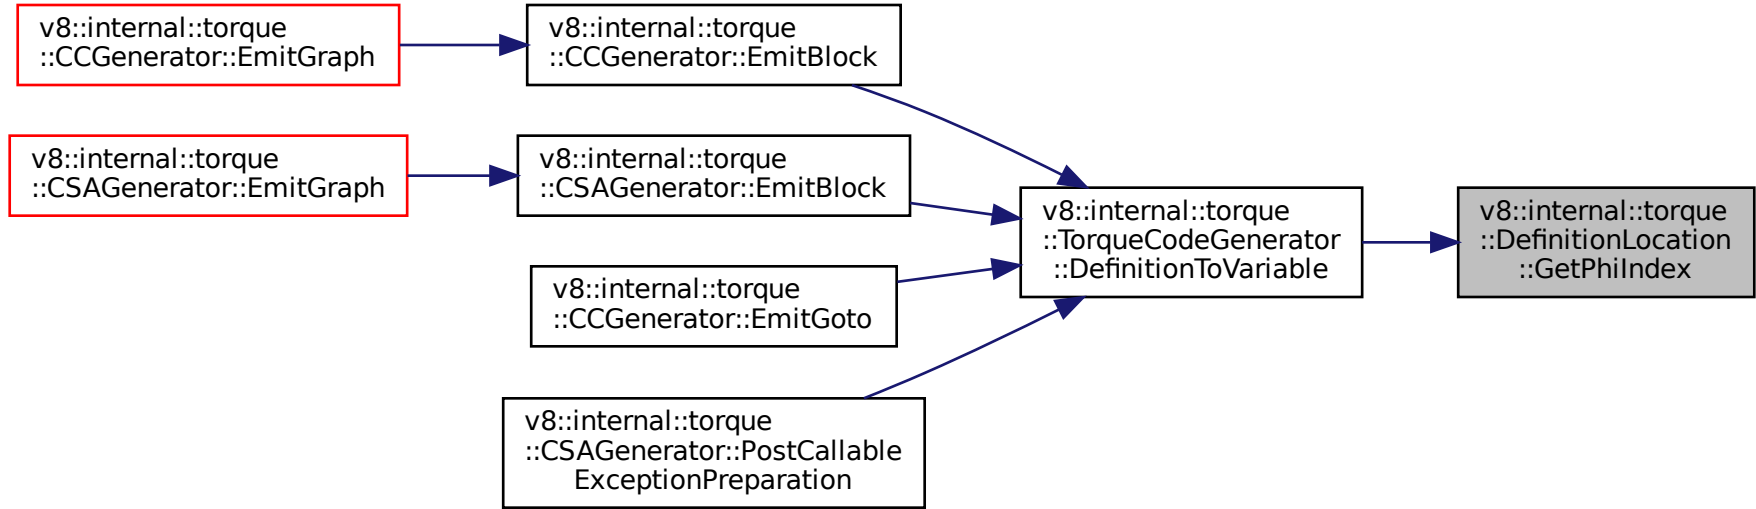 v8::internal::torque
::CCGenerator::EmitGraph
v8::internal::torque
::CCGenerator::EmitBlock
v8::internal::torque
::CSAGenerator::EmitGraph
v8::internal::torque
::CSAGenerator::EmitBlock
v8::internal::torque
::CCGenerator::EmitGoto
v8::internal::torque
::CSAGenerator::PostCallable
ExceptionPreparation
v8::internal::torque
::TorqueCodeGenerator
::DefinitionToVariable
v8::internal::torque
::DefinitionLocation
::GetPhiIndex